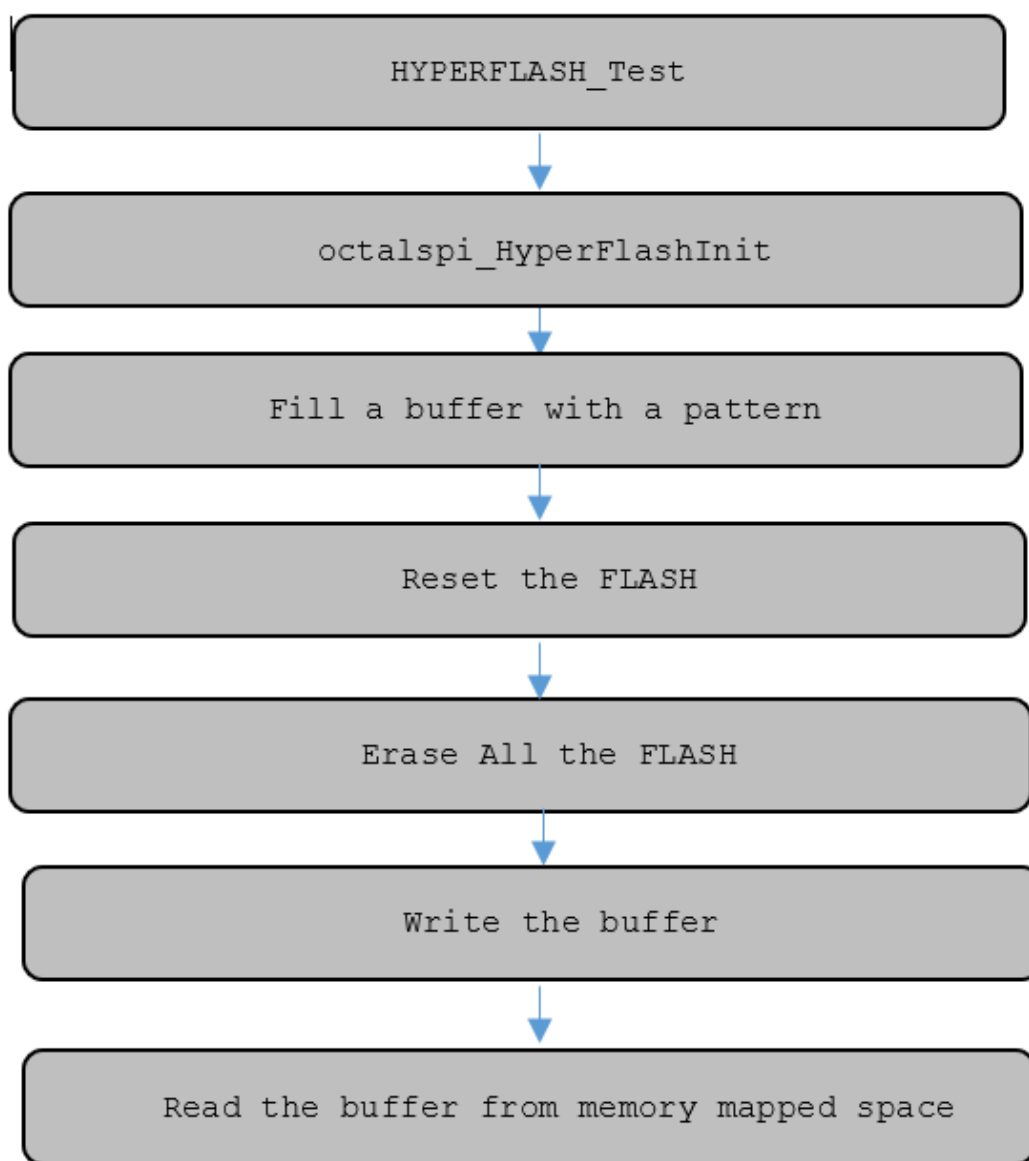 HYPERFLASH_Test
octalspi_HyperFlashInit
Fill a buffer with a pattern
Reset the FLASH
Erase All the FLASH
Write the buffer
Read the buffer from memory mapped space